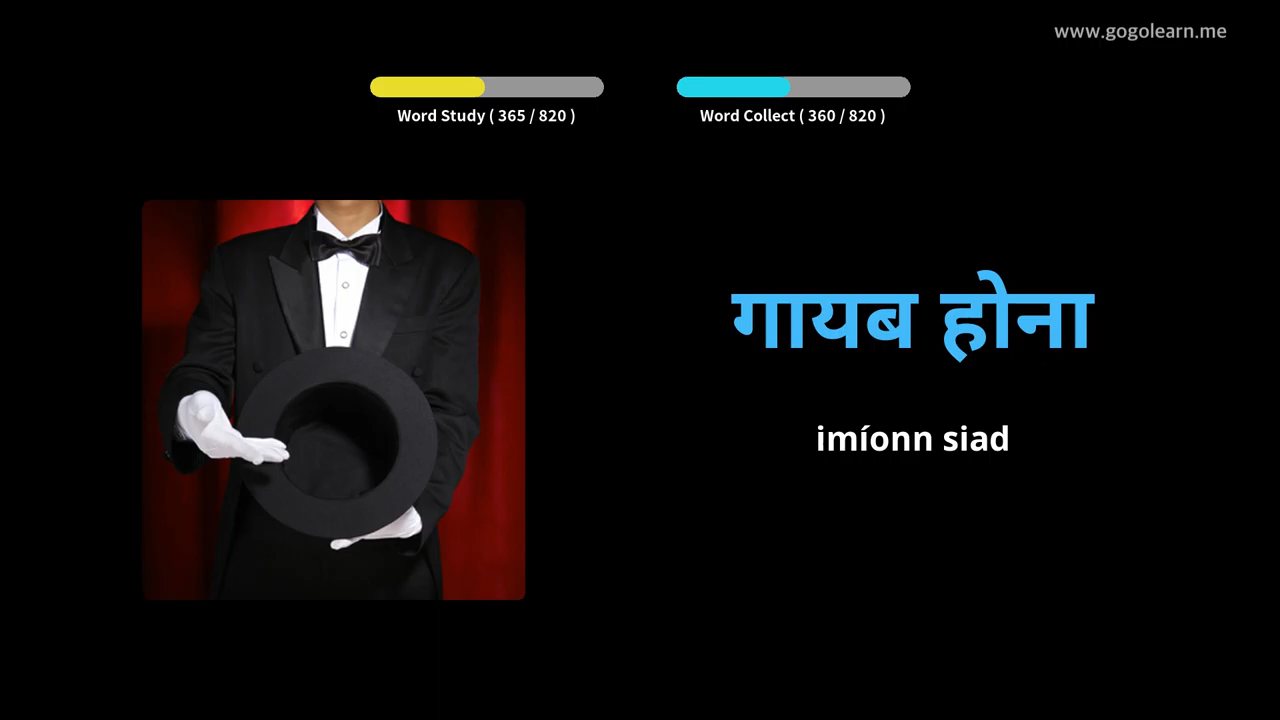 www.gogolearn.me
Word Study ( 365 / 820 )
Word Collect ( 360 / 820 )
गायब होना
imíonn siad